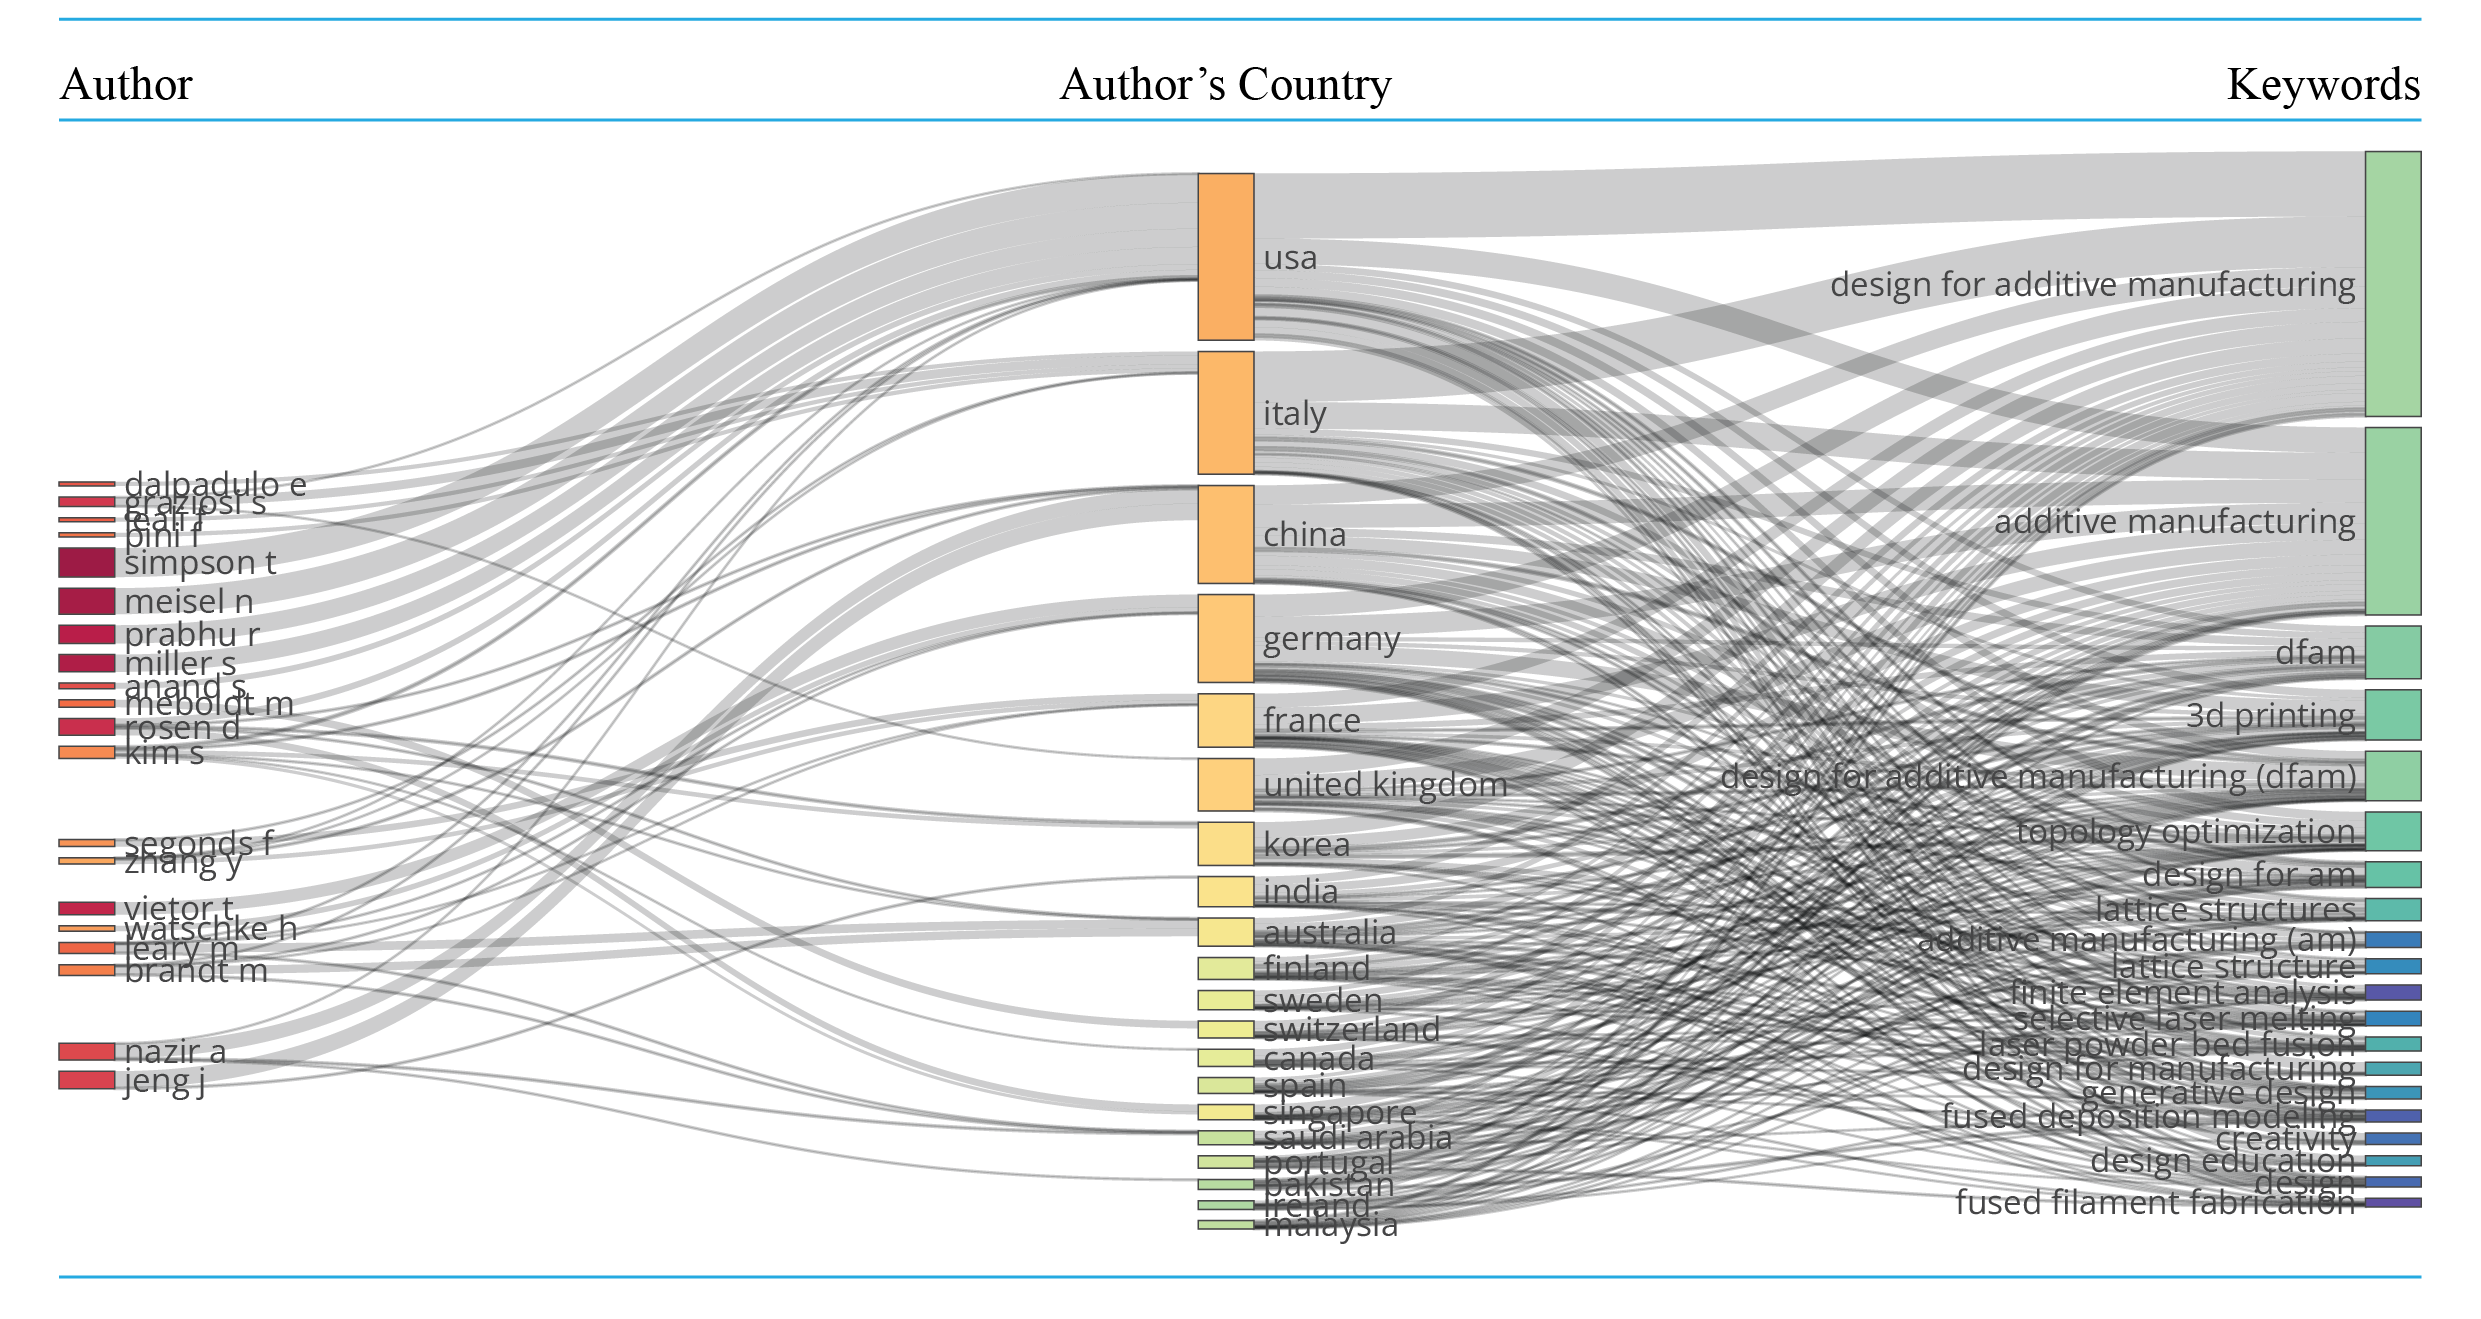 Author
Author’s Country
Keywords
dalpadulo e
graziosi s
leali f
bini f
simpson t
meisel n
prabhu r
miller s
anand s
meboldt m
rosen d
kim s
segonds f
zhang y
vietor t
watschke h
leary m
brandt m
nazir a
jeng j
usa
italy
china
germany
france
united kingdom
korea
india
australia
finland
sweden
switzerland
canada
spain
singapore
saudi arabia
portugal
pakistan
ireland
malaysia
design for additive manufacturing
additive manufacturing
dfam
3d printing
design for additive manufacturing (dfam)
topology optimization
design for am
lattice structures
additive manufacturing (am)
lattice structure
finite element analysis
selective laser melting
laser powder bed fusion
design for manufacturing
generative design
fused deposition modeling
creativity
design education
design
fused filament fabrication